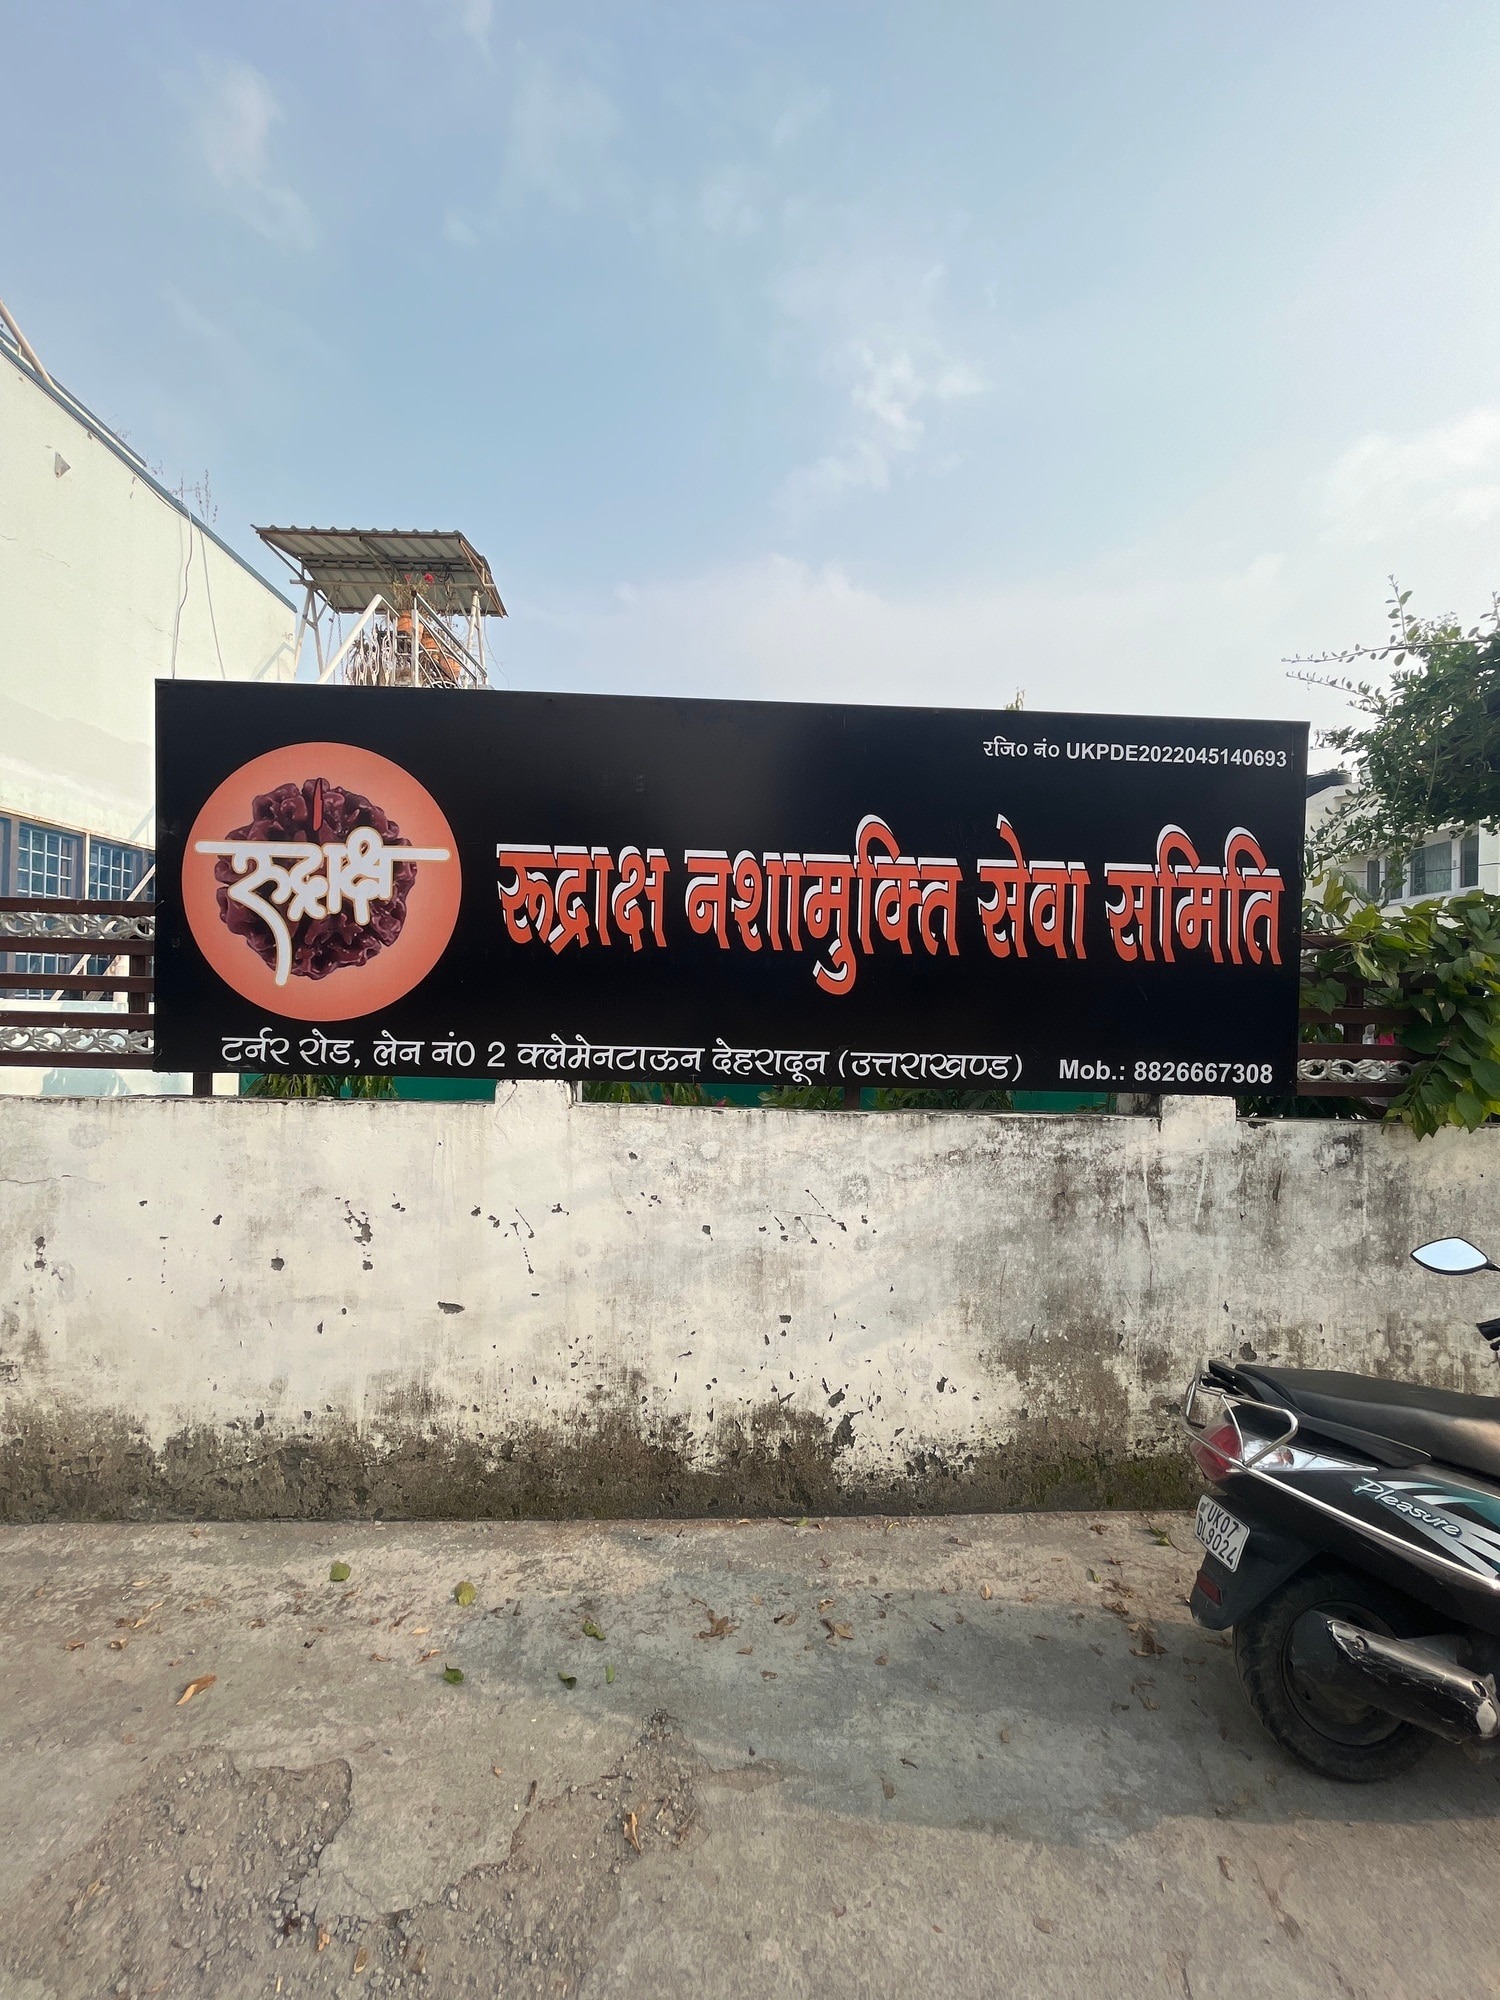 रजि० नं० UKPDE2022045140693
रुद्राक्ष
रूद्राक्ष नशामुक्ति सेवा समिति
टर्नर रोड, लेन नं0 2 क्लेमेनटाऊन देहरादून (उत्तराखण्ड)
Mob.: 8826667308
Pleasure
UK07
DL9024